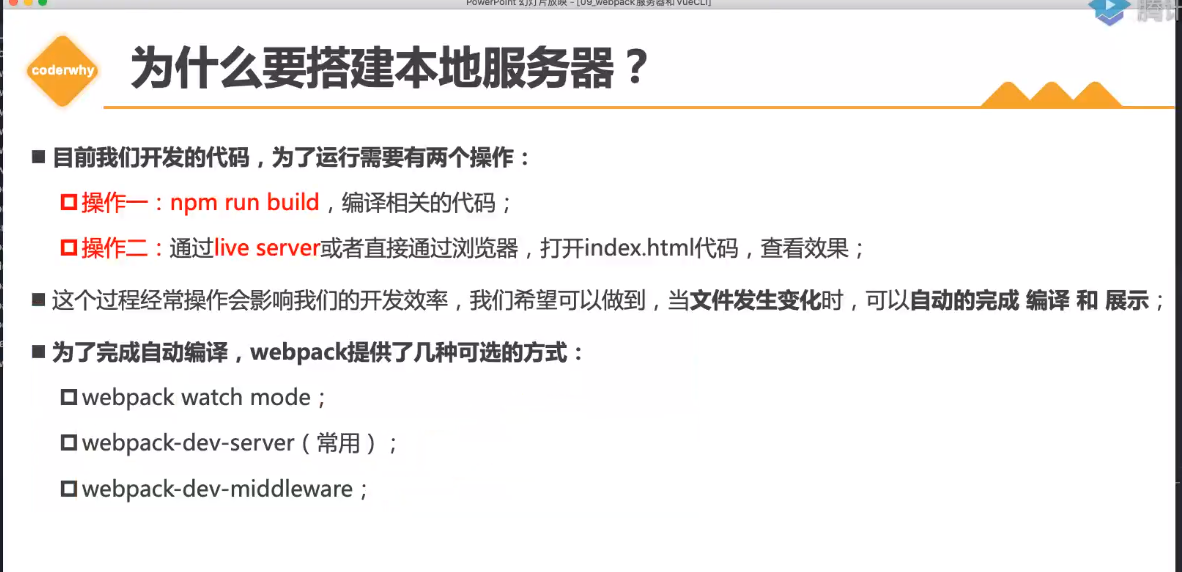 PowerPoint 幻灯片放映 - [09_webpack服务器和VueCLI]
coderwhy
为什么要搭建本地服务器？
目前我们开发的代码，为了运行需要有两个操作：
操作一：npm run build，编译相关的代码；
操作二：通过live server或者直接通过浏览器，打开index.html代码，查看效果；
这个过程经常操作会影响我们的开发效率，我们希望可以做到，当文件发生变化时，可以自动的完成 编译 和 展示；
为了完成自动编译，webpack提供了几种可选的方式：
webpack watch mode；
webpack-dev-server（常用）；
webpack-dev-middleware；